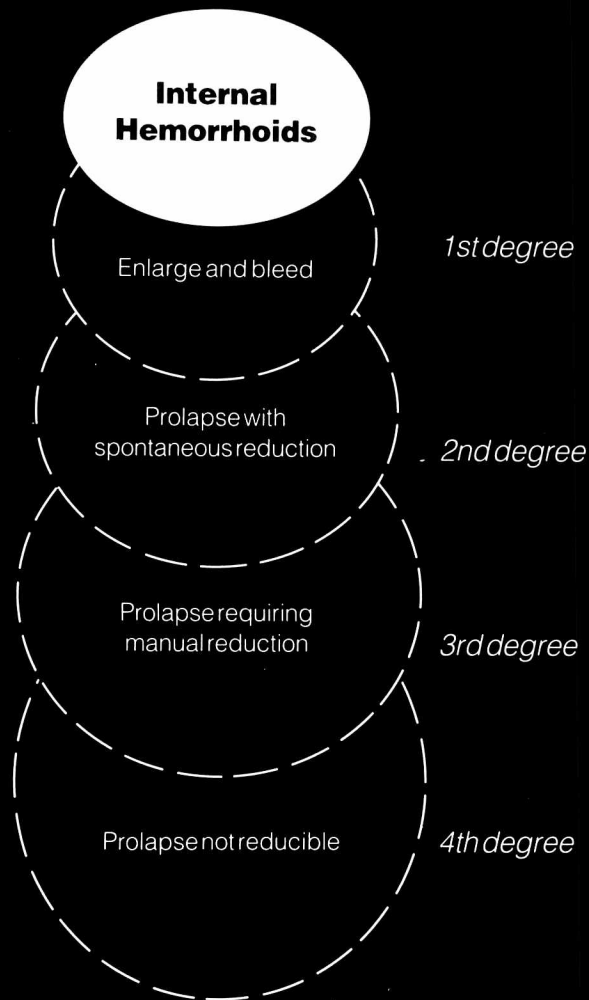 Internal
Hemorrhoids
Enlarge and bleed
1st degree
Prolapse with
spontaneous reduction
2nd degree
Prolapse requiring
manual reduction
3rd degree
Prolapse not reducible
4th degree